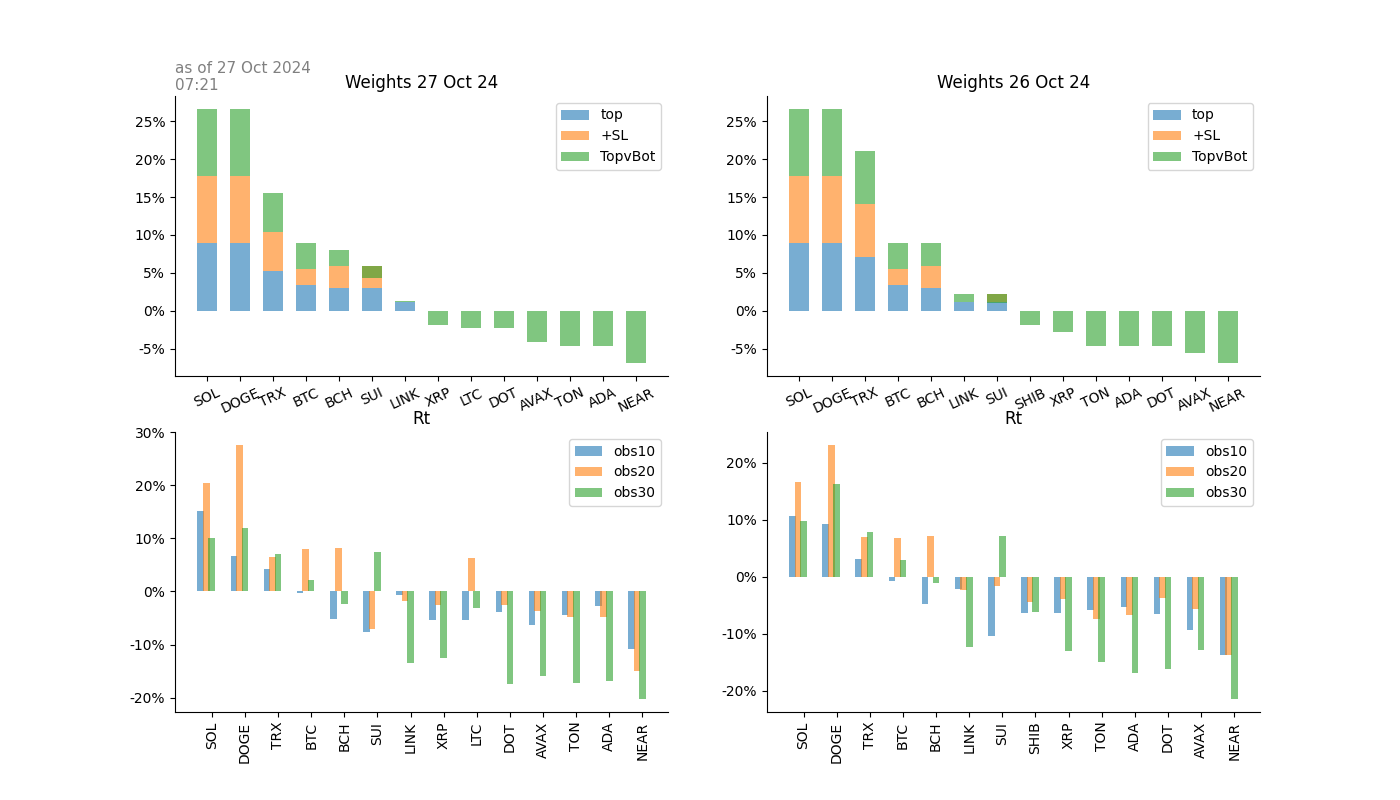 as of 27 Oct 2024
07:21
Weights 27 Oct 24
25%
20%
15%
10%
5%
0%
-5%
top
+SL
TopvBot
SOL DOGE TRX BTC BCH SUI LINK XRP LTC DOT AVAX TON ADA NEAR
Weights 26 Oct 24
25%
20%
15%
10%
5%
0%
-5%
top
+SL
TopvBot
SOL DOGE TRX BTC BCH LINK SUI SHIB XRP TON ADA DOT AVAX NEAR
Rt
30%
20%
10%
0%
-10%
-20%
obs10
obs20
obs30
SOL DOGE TRX BTC BCH SUI LINK XRP LTC DOT AVAX TON ADA NEAR
Rt
20%
10%
0%
-10%
-20%
obs10
obs20
obs30
SOL DOGE TRX BTC BCH LINK SUI SHIB XRP TON ADA DOT AVAX NEAR